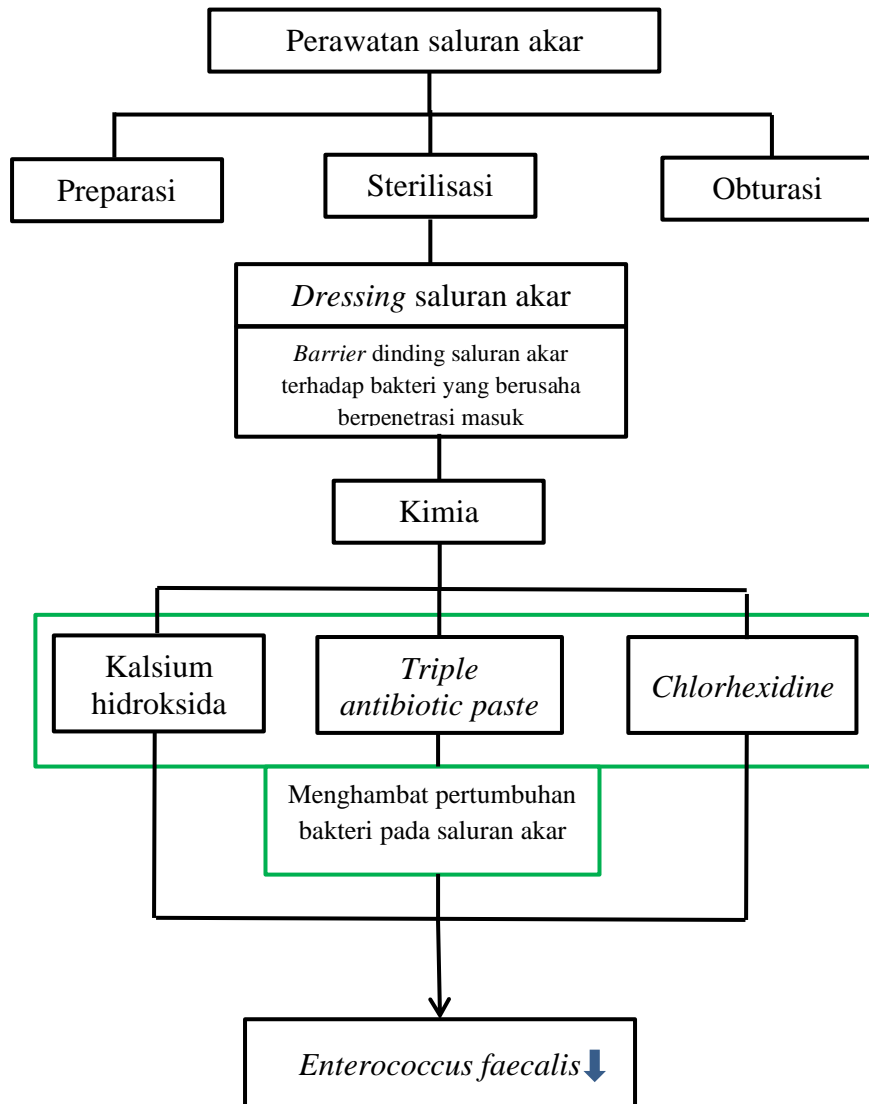 Perawatan saluran akar
Preparasi
Sterilisasi
Obturasi
Dressing saluran akar
Barrier dinding saluran akar
terhadap bakteri yang berusaha
berpenetrasi masuk
Kimia
Kalsium
hidroksida
Triple
antibiotic paste
Chlorhexidine
Menghambat pertumbuhan
bakteri pada saluran akar
Enterococcus faecalis